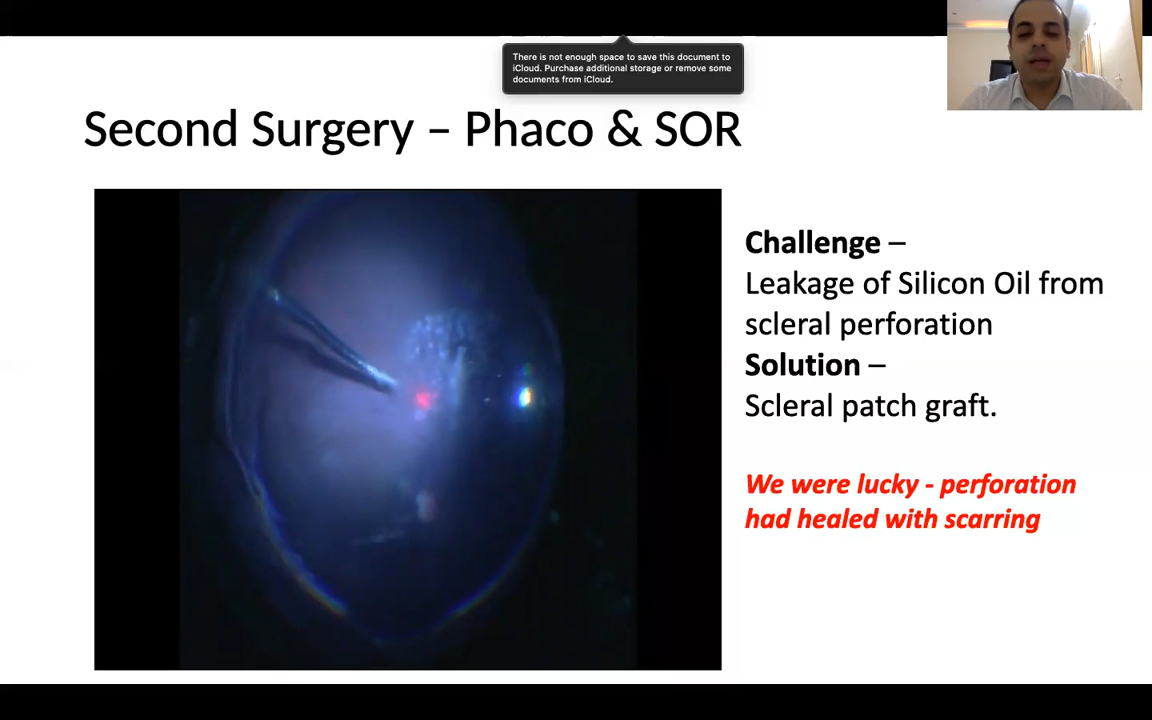 There is not enough space to save this document to
iCloud. Purchase additional storage or remove some
documents from iCloud.
Second Surgery – Phaco & SOR
Challenge –
Leakage of Silicon Oil from
scleral perforation
Solution –
Scleral patch graft.
We were lucky - perforation
had healed with scarring